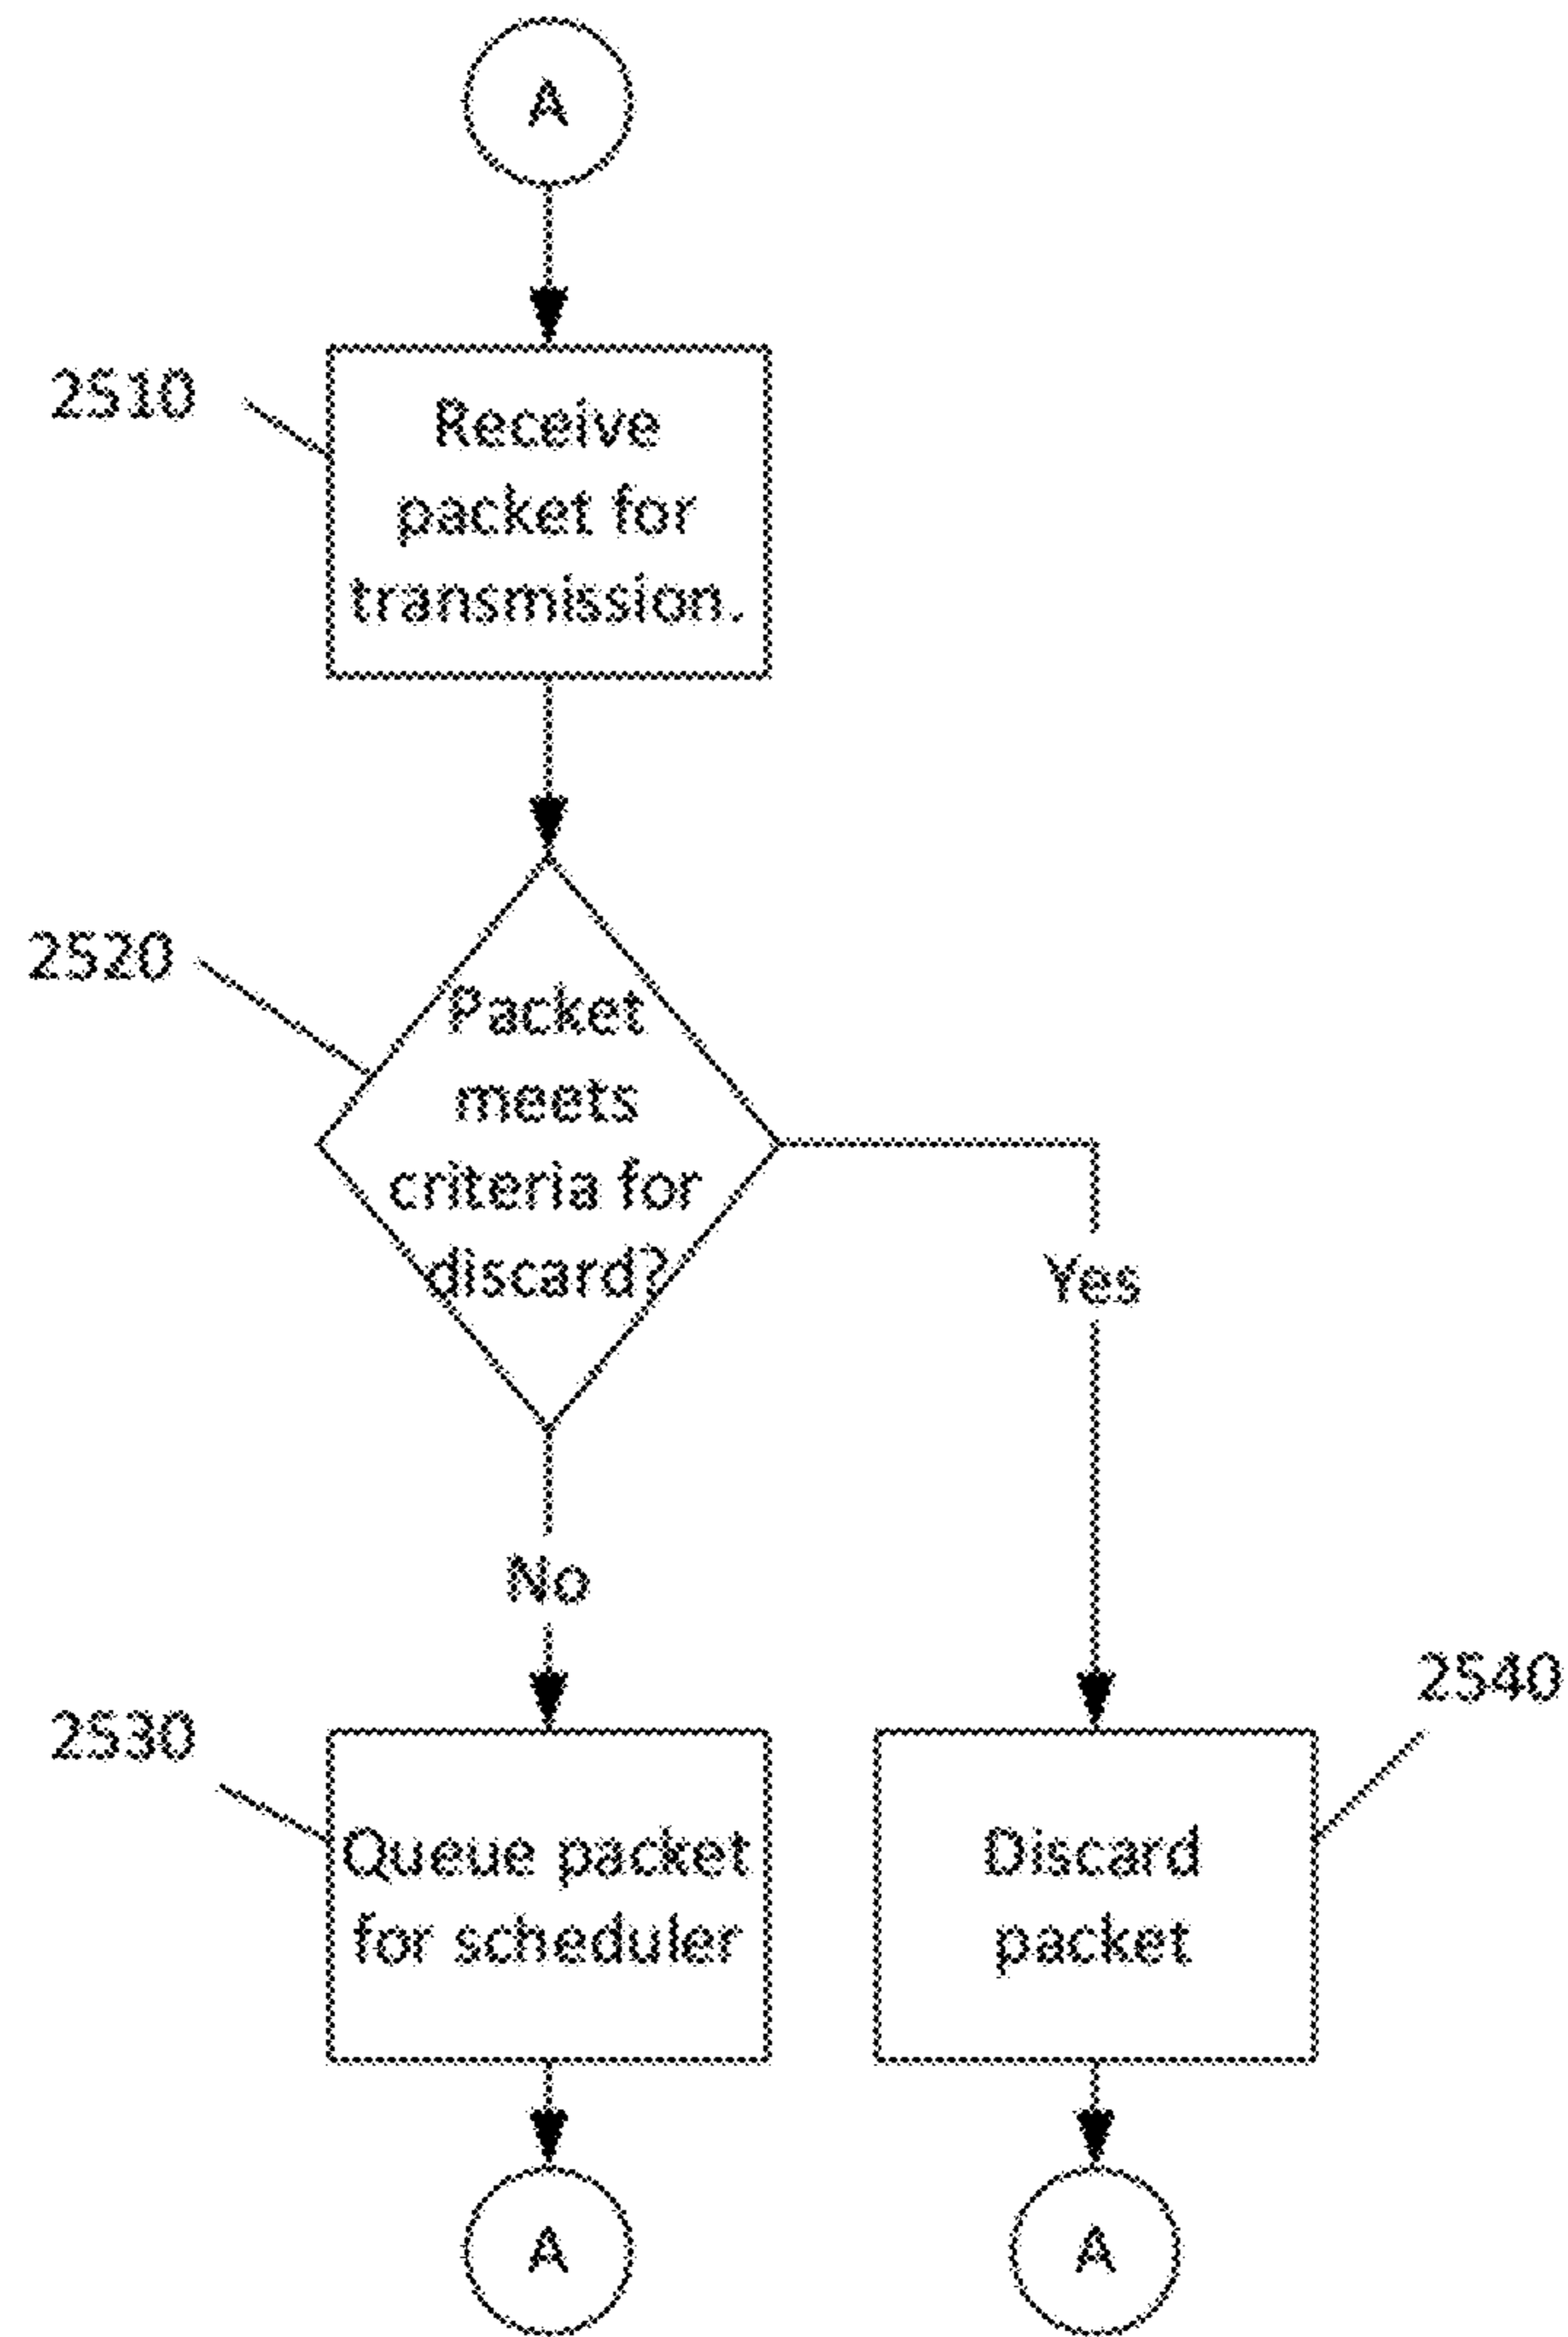 A
2510
Receive
packet for
transmission.
2520
Packet
meets
criteria for
discard?
Yes
No
2530
Queue packet
for scheduler
2540
Discard
packet
A
A